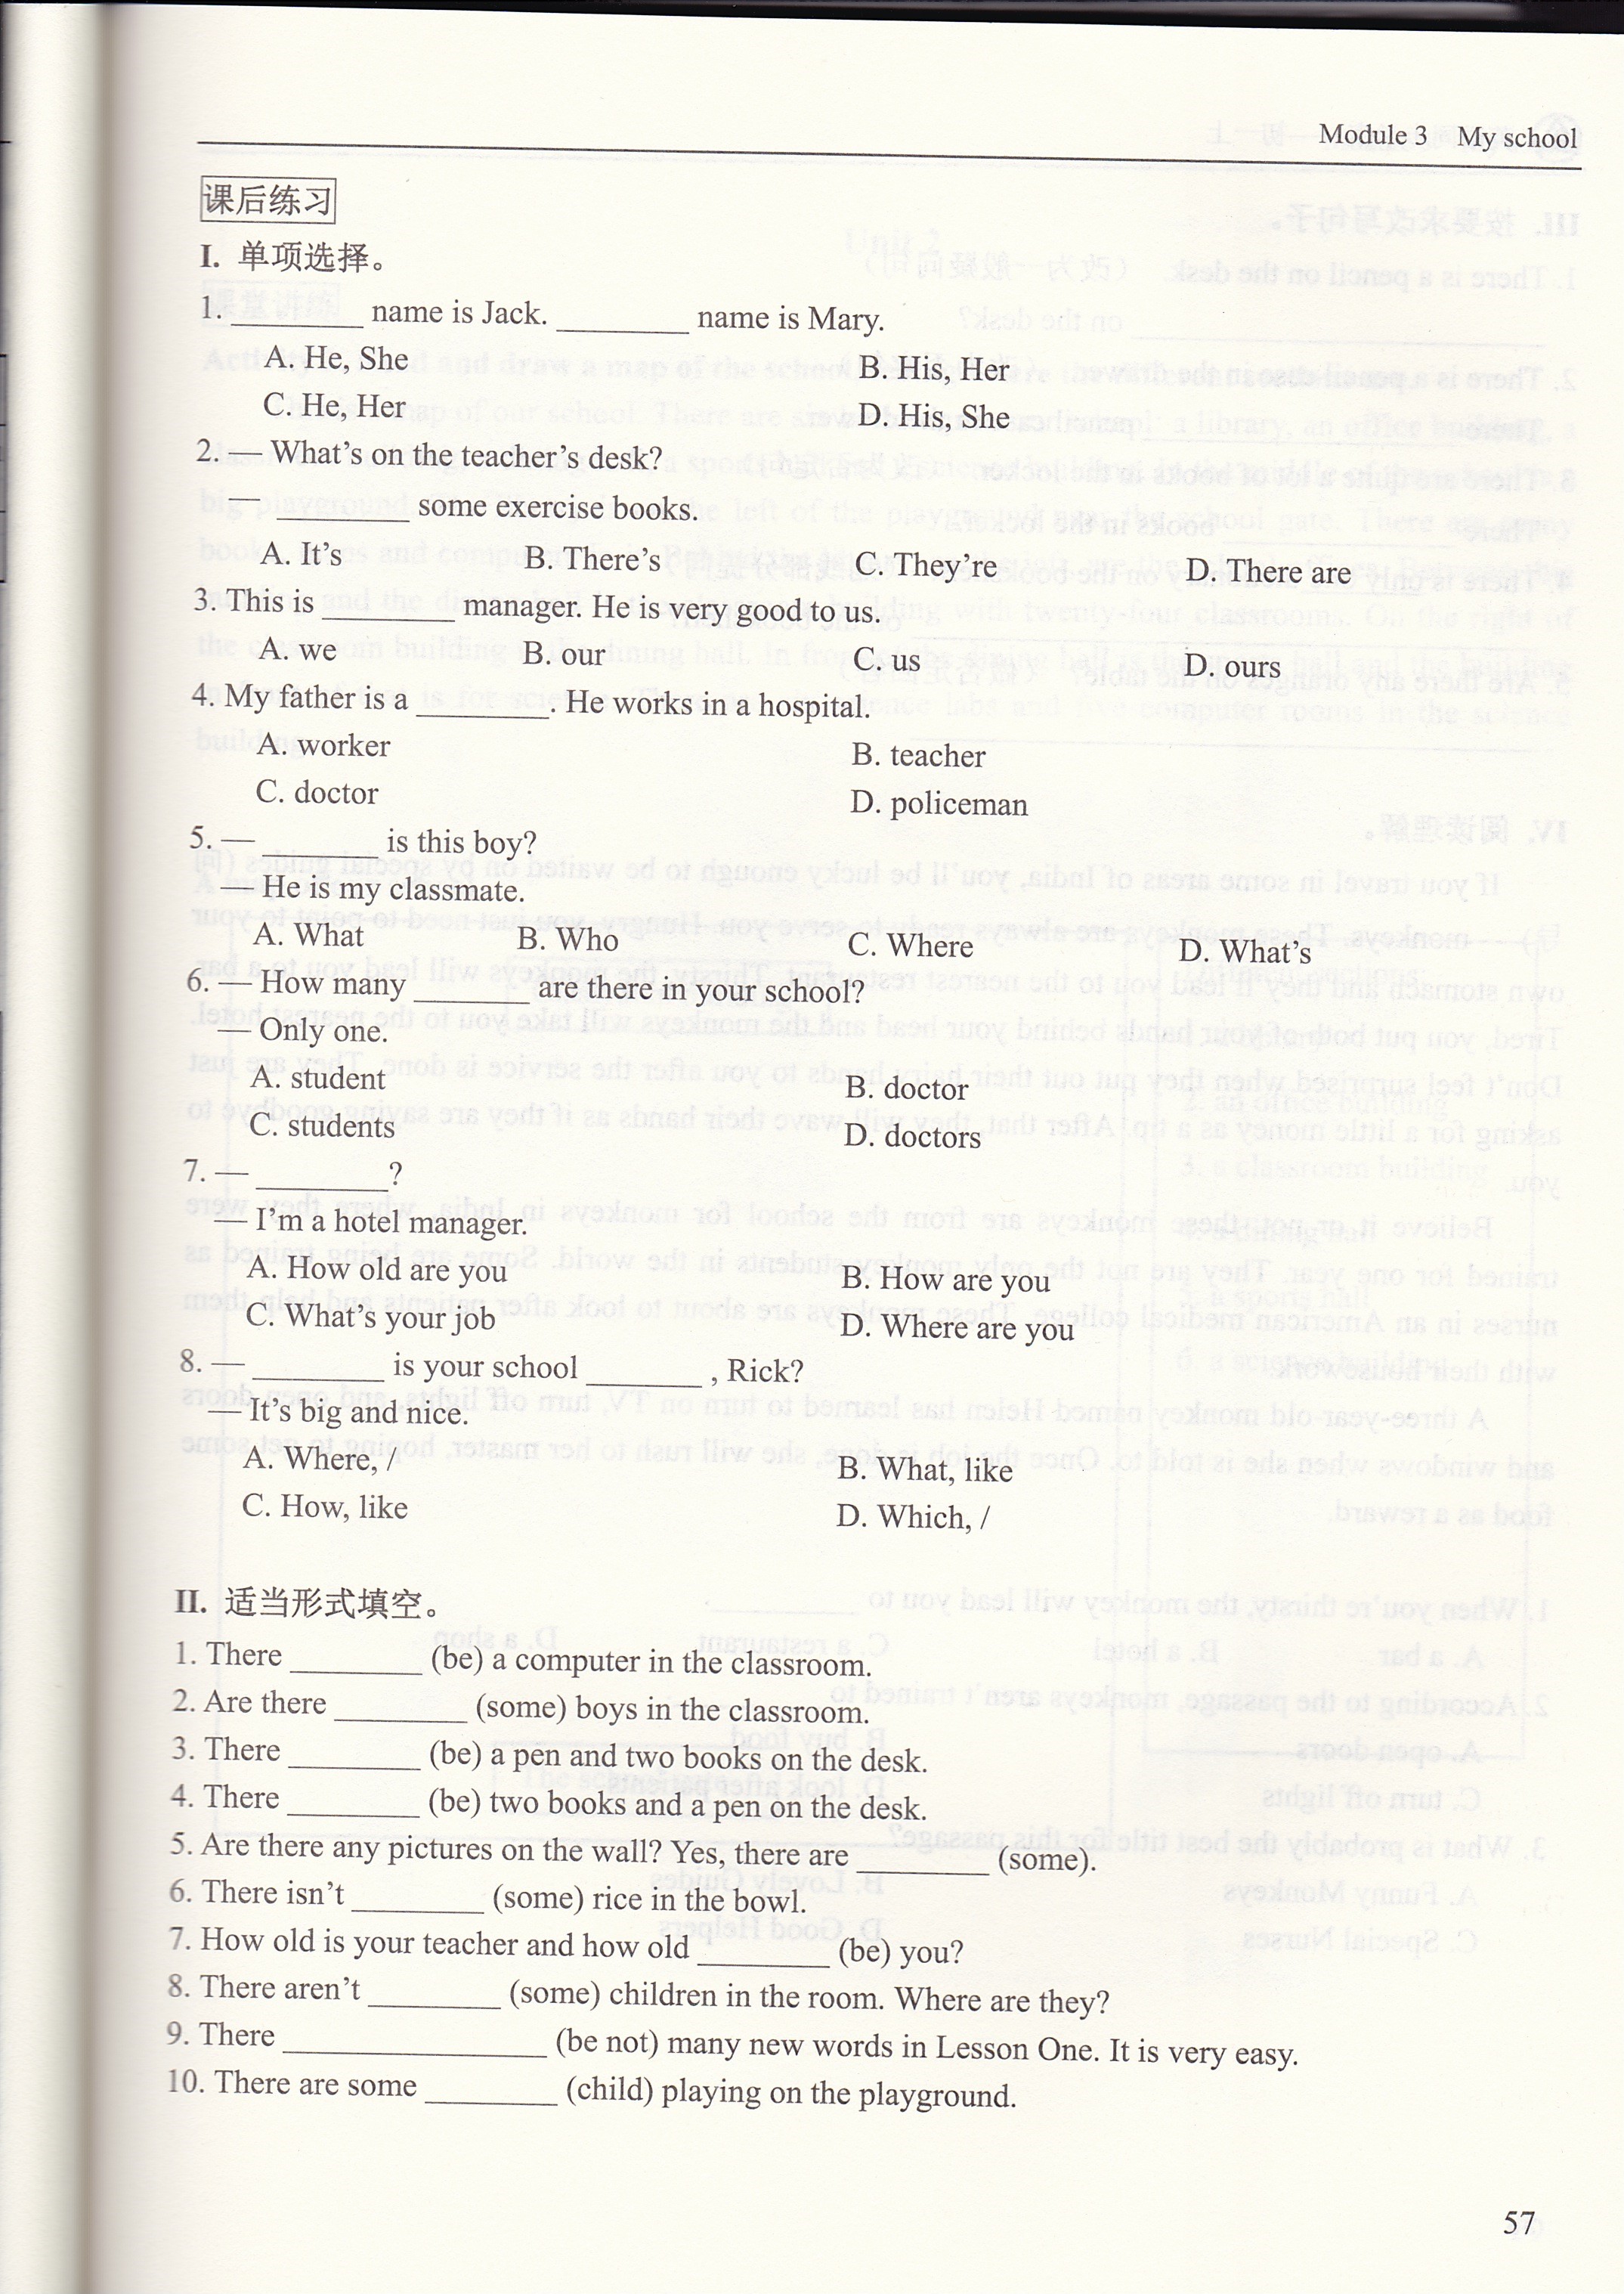 Module 3 My school
课后练习
I. 单项选择。
1. ________ name is Jack. ________ name is Mary.
A. He, She B. His, Her
C. He, Her D. His, She
2. — What's on the teacher's desk?
— ________ some exercise books.
A. It's B. There's C. They're D. There are
3. This is ________ manager. He is very good to us.
A. we B. our C. us D. ours
4. My father is a ________. He works in a hospital.
A. worker B. teacher
C. doctor D. policeman
5. — ________ is this boy?
— He is my classmate.
A. What B. Who C. Where D. What's
6. — How many ________ are there in your school?
— Only one.
A. student B. doctor
C. students D. doctors
7. — ________?
— I'm a hotel manager.
A. How old are you B. How are you
C. What's your job D. Where are you
8. — ________ is your school ________, Rick?
— It's big and nice.
A. Where, / B. What, like
C. How, like D. Which, /
II. 适当形式填空。
1. There ________ (be) a computer in the classroom.
2. Are there ________ (some) boys in the classroom.
3. There ________ (be) a pen and two books on the desk.
4. There ________ (be) two books and a pen on the desk.
5. Are there any pictures on the wall? Yes, there are ________ (some).
6. There isn't ________ (some) rice in the bowl.
7. How old is your teacher and how old ________ (be) you?
8. There aren't ________ (some) children in the room. Where are they?
9. There ________________ (be not) many new words in Lesson One. It is very easy.
10. There are some ________ (child) playing on the playground.
57